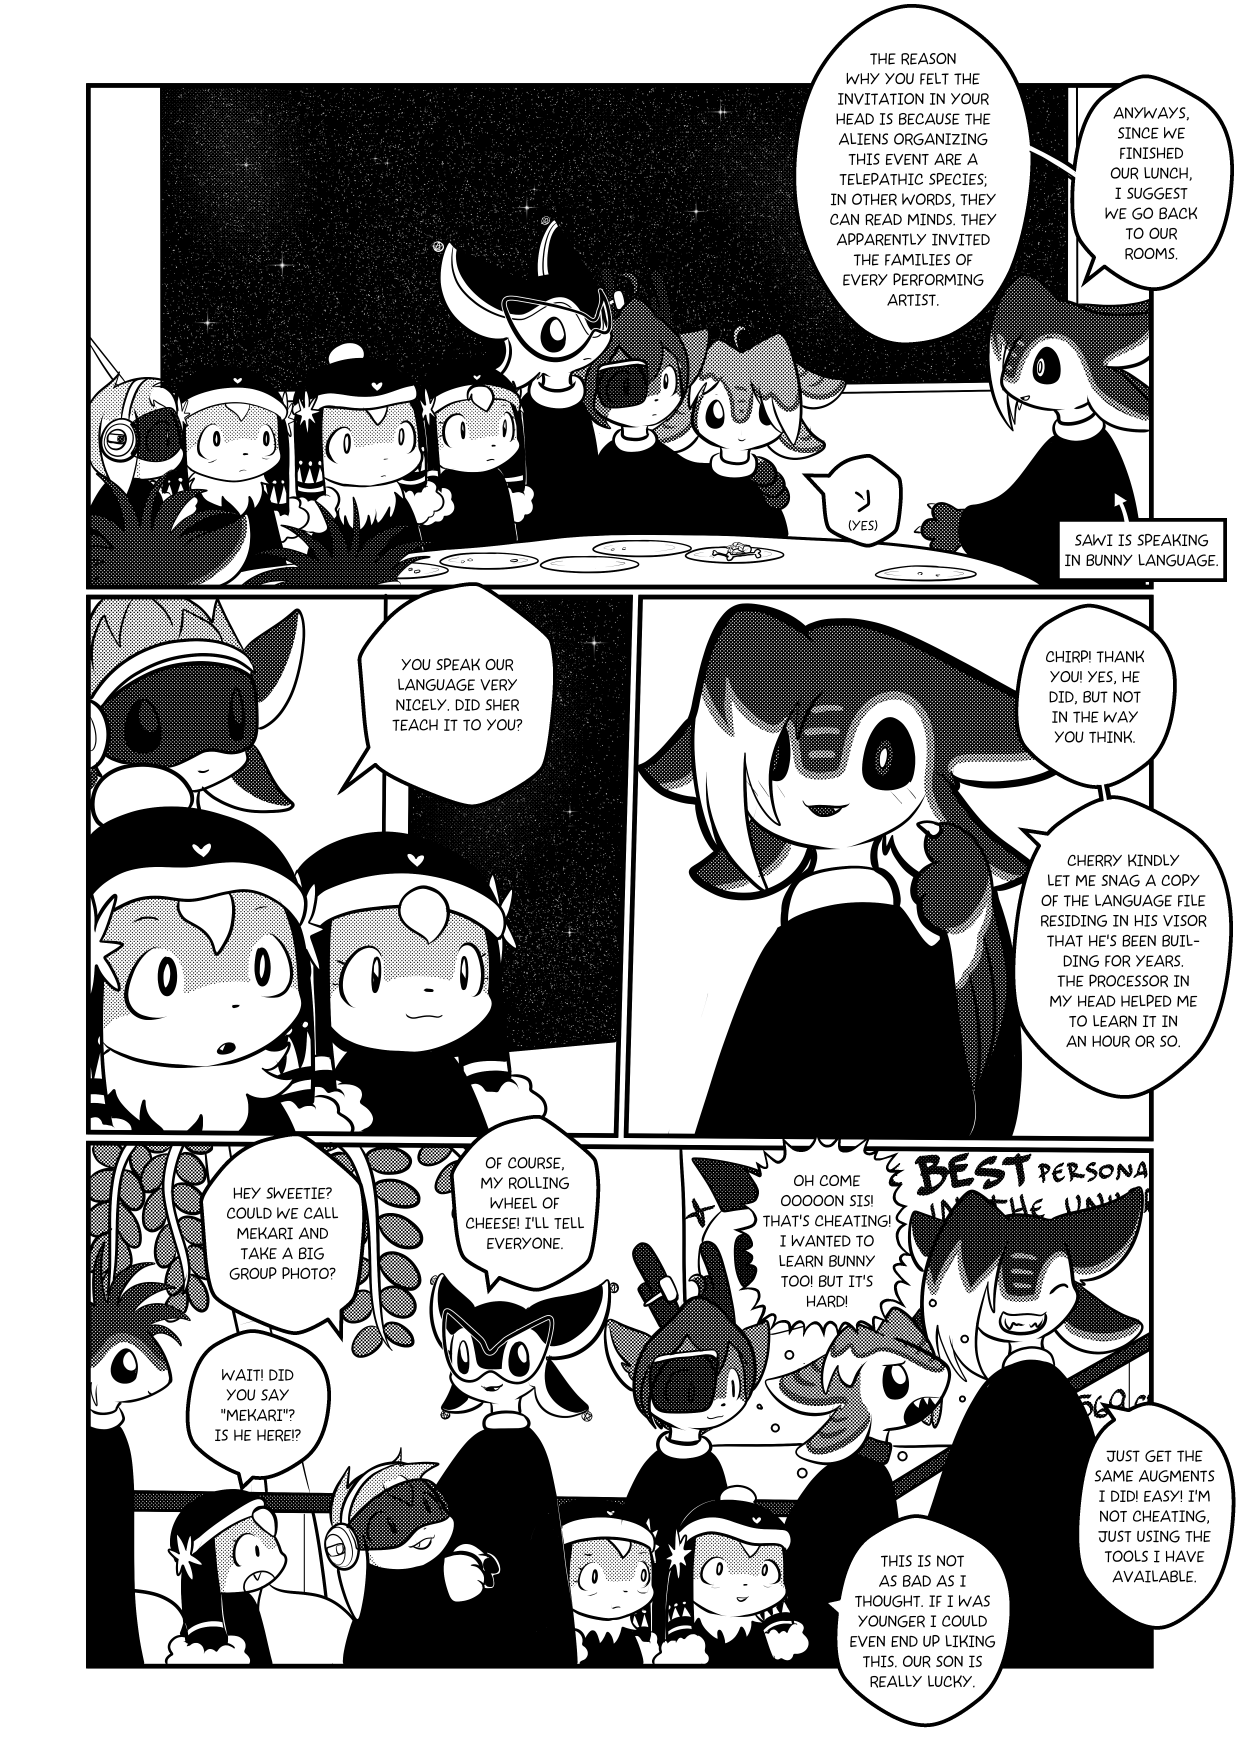 THE REASON
WHY YOU FELT THE
INVITATION IN YOUR
HEAD IS BECAUSE THE
ALIENS ORGANIZING
THIS EVENT ARE A
TELEPATHIC SPECIES;
IN OTHER WORDS, THEY
CAN READ MINDS. THEY
APPARENTLY INVITED
THE FAMILIES OF
EVERY PERFORMING
ARTIST.
ANYWAYS,
SINCE WE
FINISHED
OUR LUNCH,
I SUGGEST
WE GO BACK
TO OUR
ROOMS.
(YES)
SAWI IS SPEAKING
IN BUNNY LANGUAGE.
YOU SPEAK OUR
LANGUAGE VERY
NICELY. DID SHER
TEACH IT TO YOU?
CHIRP! THANK
YOU! YES, HE
DID, BUT NOT
IN THE WAY
YOU THINK.
CHERRY KINDLY
LET ME SNAG A COPY
OF THE LANGUAGE FILE
RESIDING IN HIS VISOR
THAT HE'S BEEN BUIL-
DING FOR YEARS.
THE PROCESSOR IN
MY HEAD HELPED ME
TO LEARN IT IN
AN HOUR OR SO.
HEY SWEETIE?
COULD WE CALL
MEKARI AND
TAKE A BIG
GROUP PHOTO?
OF COURSE,
MY ROLLING
WHEEL OF
CHEESE! I'LL TELL
EVERYONE.
WAIT! DID
YOU SAY
"MEKARI"?
IS HE HERE!?
OH COME
OOOOON SIS!
THAT'S CHEATING!
I WANTED TO
LEARN BUNNY
TOO! BUT IT'S
HARD!
BEST PERSONA
IN THE
JUST GET THE
SAME AUGMENTS
I DID! EASY! I'M
NOT CHEATING,
JUST USING THE
TOOLS I HAVE
AVAILABLE.
THIS IS NOT
AS BAD AS I
THOUGHT. IF I WAS
YOUNGER I COULD
EVEN END UP LIKING
THIS. OUR SON IS
REALLY LUCKY.